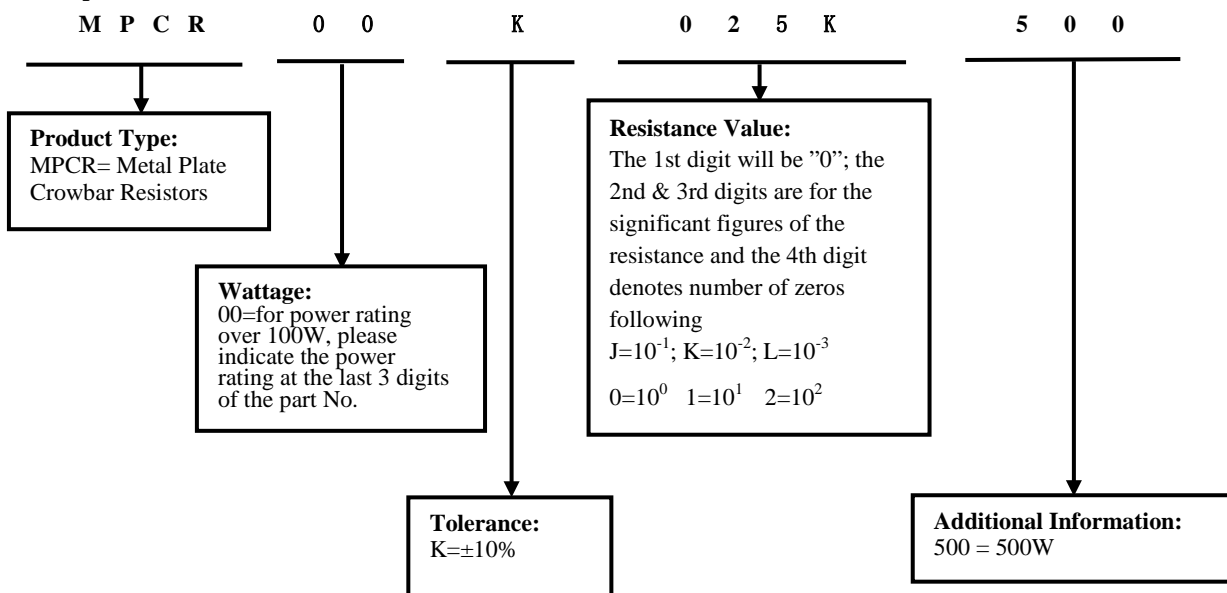 M P C R 0 0 K 0 2 5 K 5 0 0
Product Type:
MPCR= Metal Plate
Crowbar Resistors
Resistance Value:
The 1st digit will be ”0”; the
2nd & 3rd digits are for the
significant figures of the
resistance and the 4th digit
denotes number of zeros
following
J=10⁻¹; K=10⁻²; L=10⁻³
0=10⁰ 1=10¹ 2=10²
Wattage:
00=for power rating
over 100W, please
indicate the power
rating at the last 3 digits
of the part No.
Tolerance:
K=±10%
Additional Information:
500 = 500W